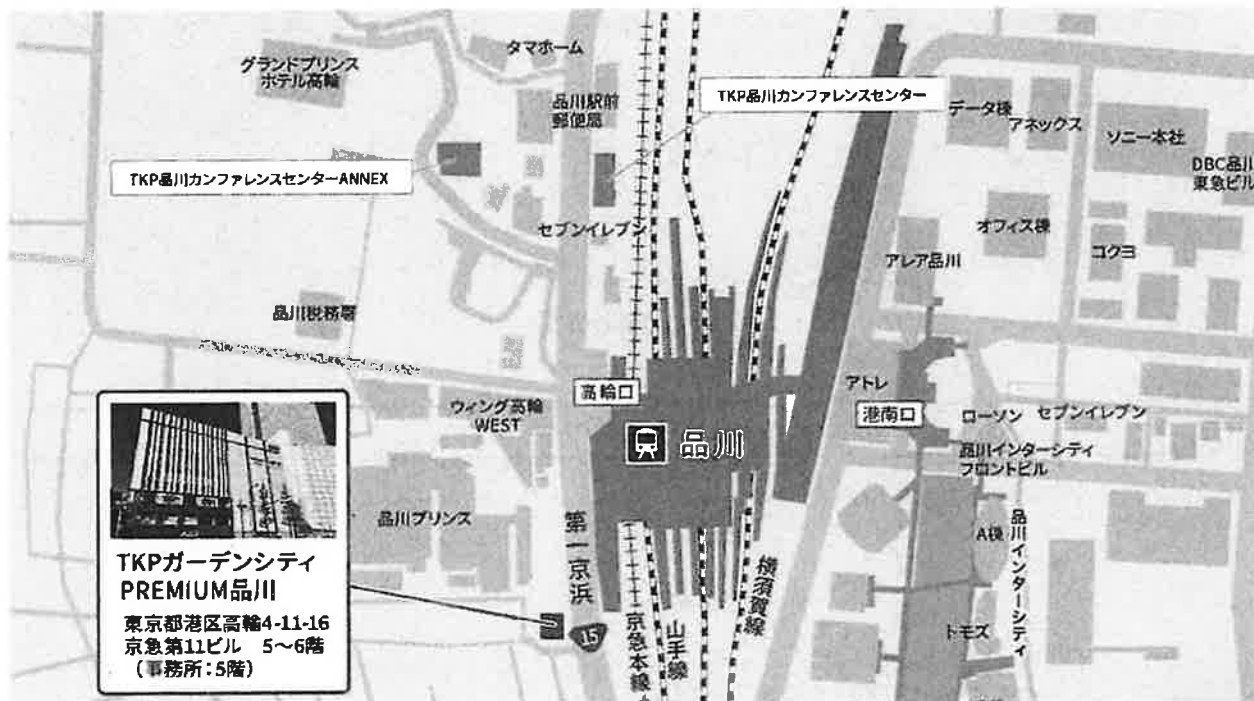 グランドプリンス
ホテル高輪
タマホーム
品川駅前
郵便局
TKP品川カンファレンスセンター
TKP品川カンファレンスセンターANNEX
セブンイレブン
データ棟
アネックス
ソニー本社
DBC品川
東急ビル
オフィス棟
コクヨ
アレア品川
品川税務署
高輪口
ウィング高輪
WEST
品川
アトレ
港南口
ローソン
セブンイレブン
品川インターシティ
フロントビル
品川プリンス
第一京浜
15
京急本線
山手線
横須賀線
A棟
品川インターシティ
トモズ
TKPガーデンシティ
PREMIUM品川
東京都港区高輪4-11-16
京急第11ビル 5～6階
（事務所：5階）